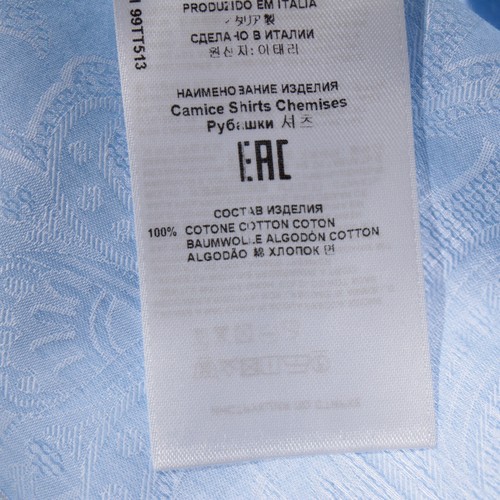 PRODUZIDO EM ITALIA
イタリア製
СДЕЛАНО В ИТАЛИИ
원산지: 이태리
99TT513
НАИМЕНОВАНИЕ ИЗДЕЛИЯ
Camice Shirts Chemises
Рубашки 셔츠
EAC
СОСТАВ ИЗДЕЛИЯ
100% COTONE COTTON COTON
BAUMWOLLE ALGODÓN COTTON
ALGODÃO 綿 ХЛОПОК 면